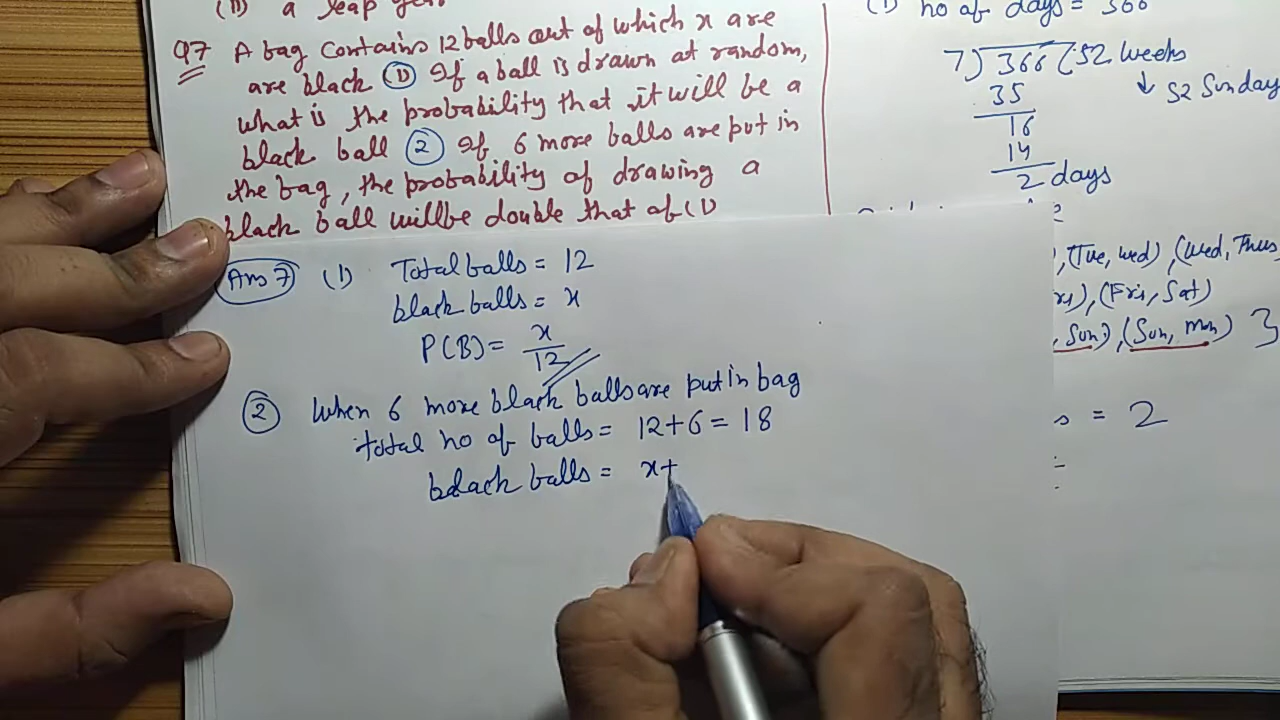 (ii) a leap
Q7 A bag contains 12 balls out of which x are
are black (1) If a ball is drawn at random,
what is the probability that it will be a
black ball (2) If 6 more balls are put in
the bag, the probability of drawing a
black ball will be double that of (1)
Ans 7 (1) Total balls = 12
black balls = x
P(B) = x/12
(2) When 6 more black balls are put in bag
total no of balls = 12+6 = 18
black balls = x+
(1) no of days = 366
7) 366 (52 weeks
↓ 52 Sunday
35
16
14
2 days
, (Tue, wed), (wed, Thus
), (Fri, Sat)
, Sun), (Sun, Mon) }
= 2